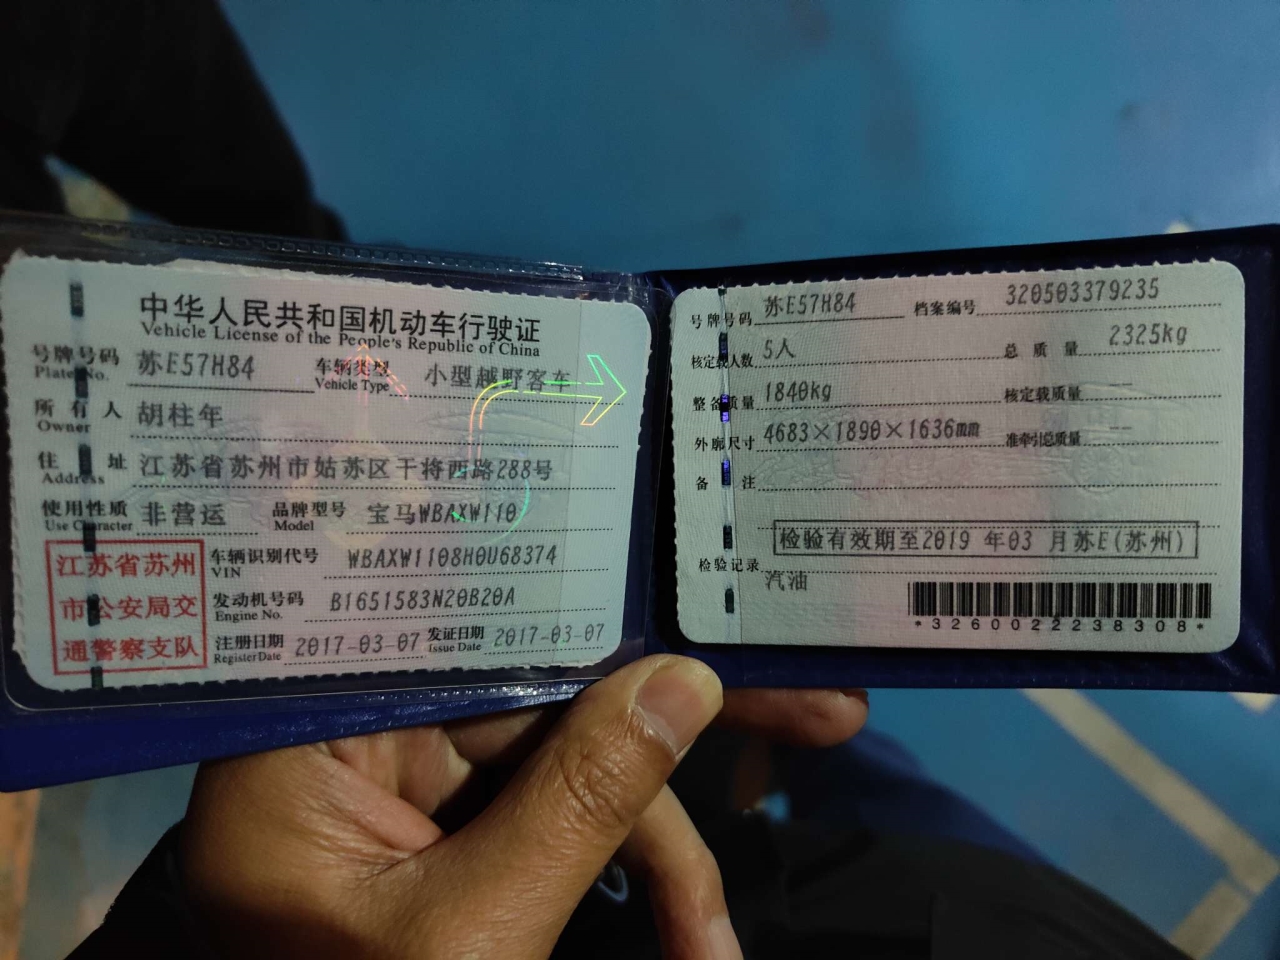 中华人民共和国机动车行驶证
Vehicle License of the People's Republic of China
号牌号码 苏E57H84 车辆类型 小型越野客车
Plate No. Vehicle Type
所有人 胡柱年
Owner
住址 江苏省苏州市姑苏区干将西路288号
Address
使用性质 非营运 品牌型号 宝马WBAXW110
Use Character Model
江苏省苏州
市公安局交
通警察支队
车辆识别代号 WBAXW1108H0U68374
VIN
发动机号码 B1651583N20B20A
Engine No.
注册日期 2017-03-07 发证日期 2017-03-07
Register Date Issue Date
号牌号码 苏E57H84 档案编号 320503379235
核定载人数 5人 总质量 2325kg
整备质量 1840kg 核定载质量 --
外廓尺寸 4683×1890×1636mm 准牵引总质量 --
备注
检验有效期至2019 年03 月苏E(苏州)
检验记录
汽油
*3260022238308*